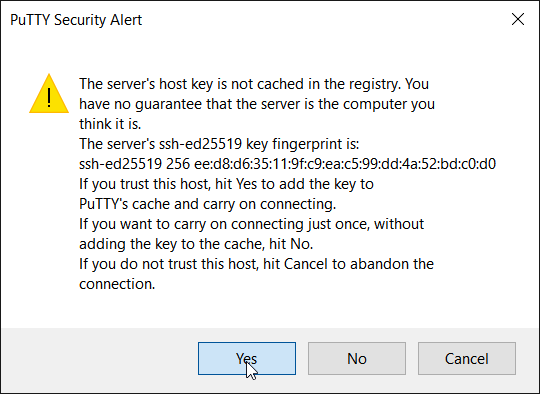 PuTTY Security Alert
The server's host key is not cached in the registry. You
have no guarantee that the server is the computer you
think it is.
The server's ssh-ed25519 key fingerprint is:
ssh-ed25519 256 ee:d8:d6:35:11:9f:c9:ea:c5:99:dd:4a:52:bd:c0:d0
If you trust this host, hit Yes to add the key to
PuTTY's cache and carry on connecting.
If you want to carry on connecting just once, without
adding the key to the cache, hit No.
If you do not trust this host, hit Cancel to abandon the
connection.
Yes No Cancel